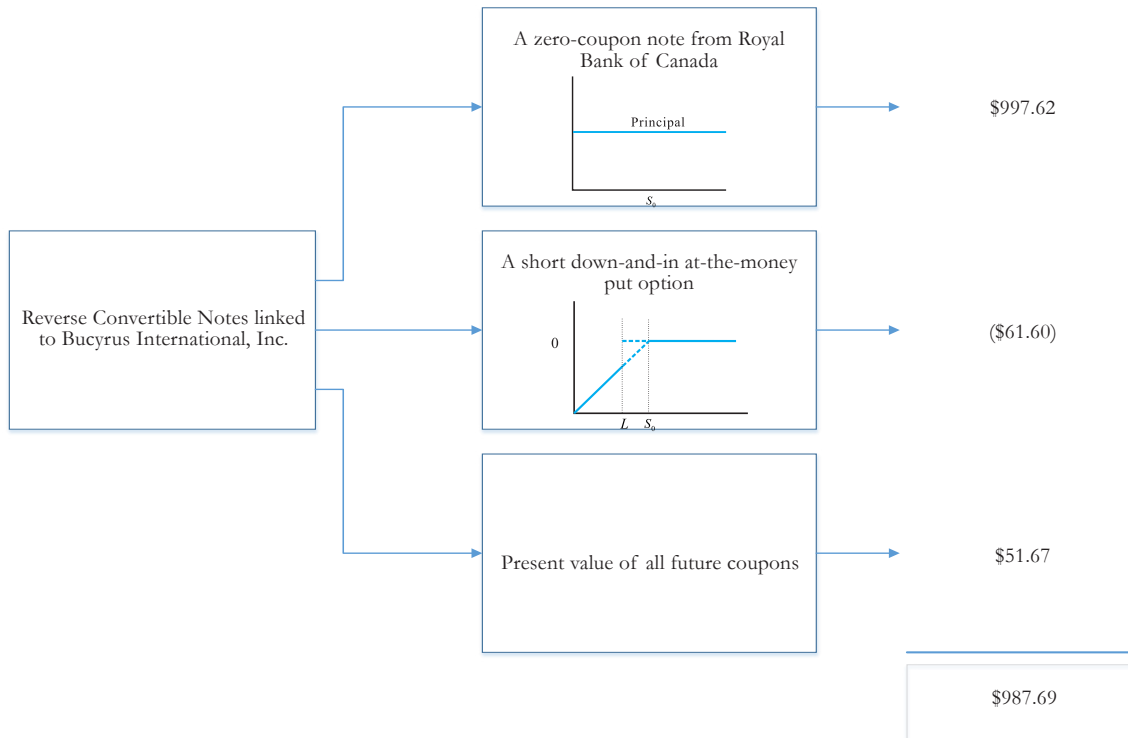 A zero-coupon note from Royal
Bank of Canada
Principal
S₀
$997.62
Reverse Convertible Notes linked
to Bucyrus International, Inc.
A short down-and-in at-the-money
put option
0
L S₀
($61.60)
Present value of all future coupons
$51.67
$987.69